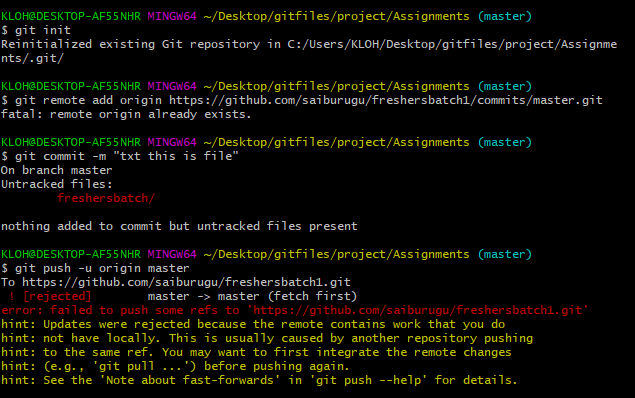 KLOH@DESKTOP-AF55NHR MINGW64 ~/Desktop/gitfiles/project/Assignments (master)
$ git init
Reinitialized existing Git repository in C:/Users/KLOH/Desktop/gitfiles/project/Assignme
nts/.git/
KLOH@DESKTOP-AF55NHR MINGW64 ~/Desktop/gitfiles/project/Assignments (master)
$ git remote add origin https://github.com/saiburugu/freshersbatch1/commits/master.git
fatal: remote origin already exists.
KLOH@DESKTOP-AF55NHR MINGW64 ~/Desktop/gitfiles/project/Assignments (master)
$ git commit -m "txt this is file"
On branch master
Untracked files:
freshersbatch/
nothing added to commit but untracked files present
KLOH@DESKTOP-AF55NHR MINGW64 ~/Desktop/gitfiles/project/Assignments (master)
$ git push -u origin master
To https://github.com/saiburugu/freshersbatch1.git
! [rejected] master -> master (fetch first)
error: failed to push some refs to 'https://github.com/saiburugu/freshersbatch1.git'
hint: Updates were rejected because the remote contains work that you do
hint: not have locally. This is usually caused by another repository pushing
hint: to the same ref. You may want to first integrate the remote changes
hint: (e.g., 'git pull ...') before pushing again.
hint: See the 'Note about fast-forwards' in 'git push --help' for details.